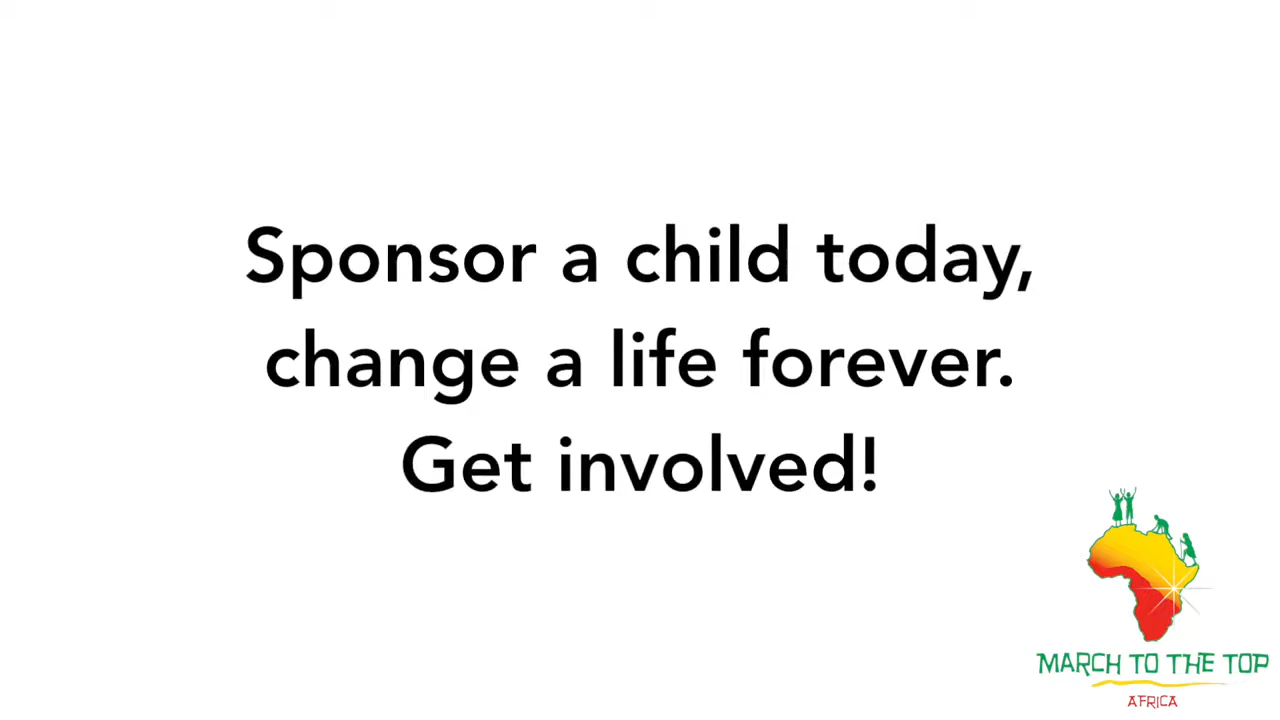 Sponsor a child today,
change a life forever.
Get involved!
MARCH TO THE TOP
AFRICA